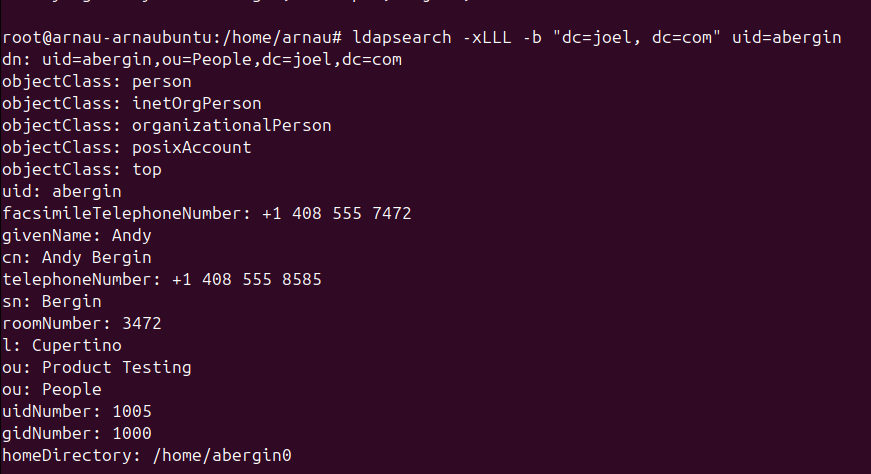 root@arnau-arnaubuntu:/home/arnau# ldapsearch -xLLL -b "dc=joel, dc=com" uid=abergin
dn: uid=abergin,ou=People,dc=joel,dc=com
objectClass: person
objectClass: inetOrgPerson
objectClass: organizationalPerson
objectClass: posixAccount
objectClass: top
uid: abergin
facsimileTelephoneNumber: +1 408 555 7472
givenName: Andy
cn: Andy Bergin
telephoneNumber: +1 408 555 8585
sn: Bergin
roomNumber: 3472
l: Cupertino
ou: Product Testing
ou: People
uidNumber: 1005
gidNumber: 1000
homeDirectory: /home/abergin0